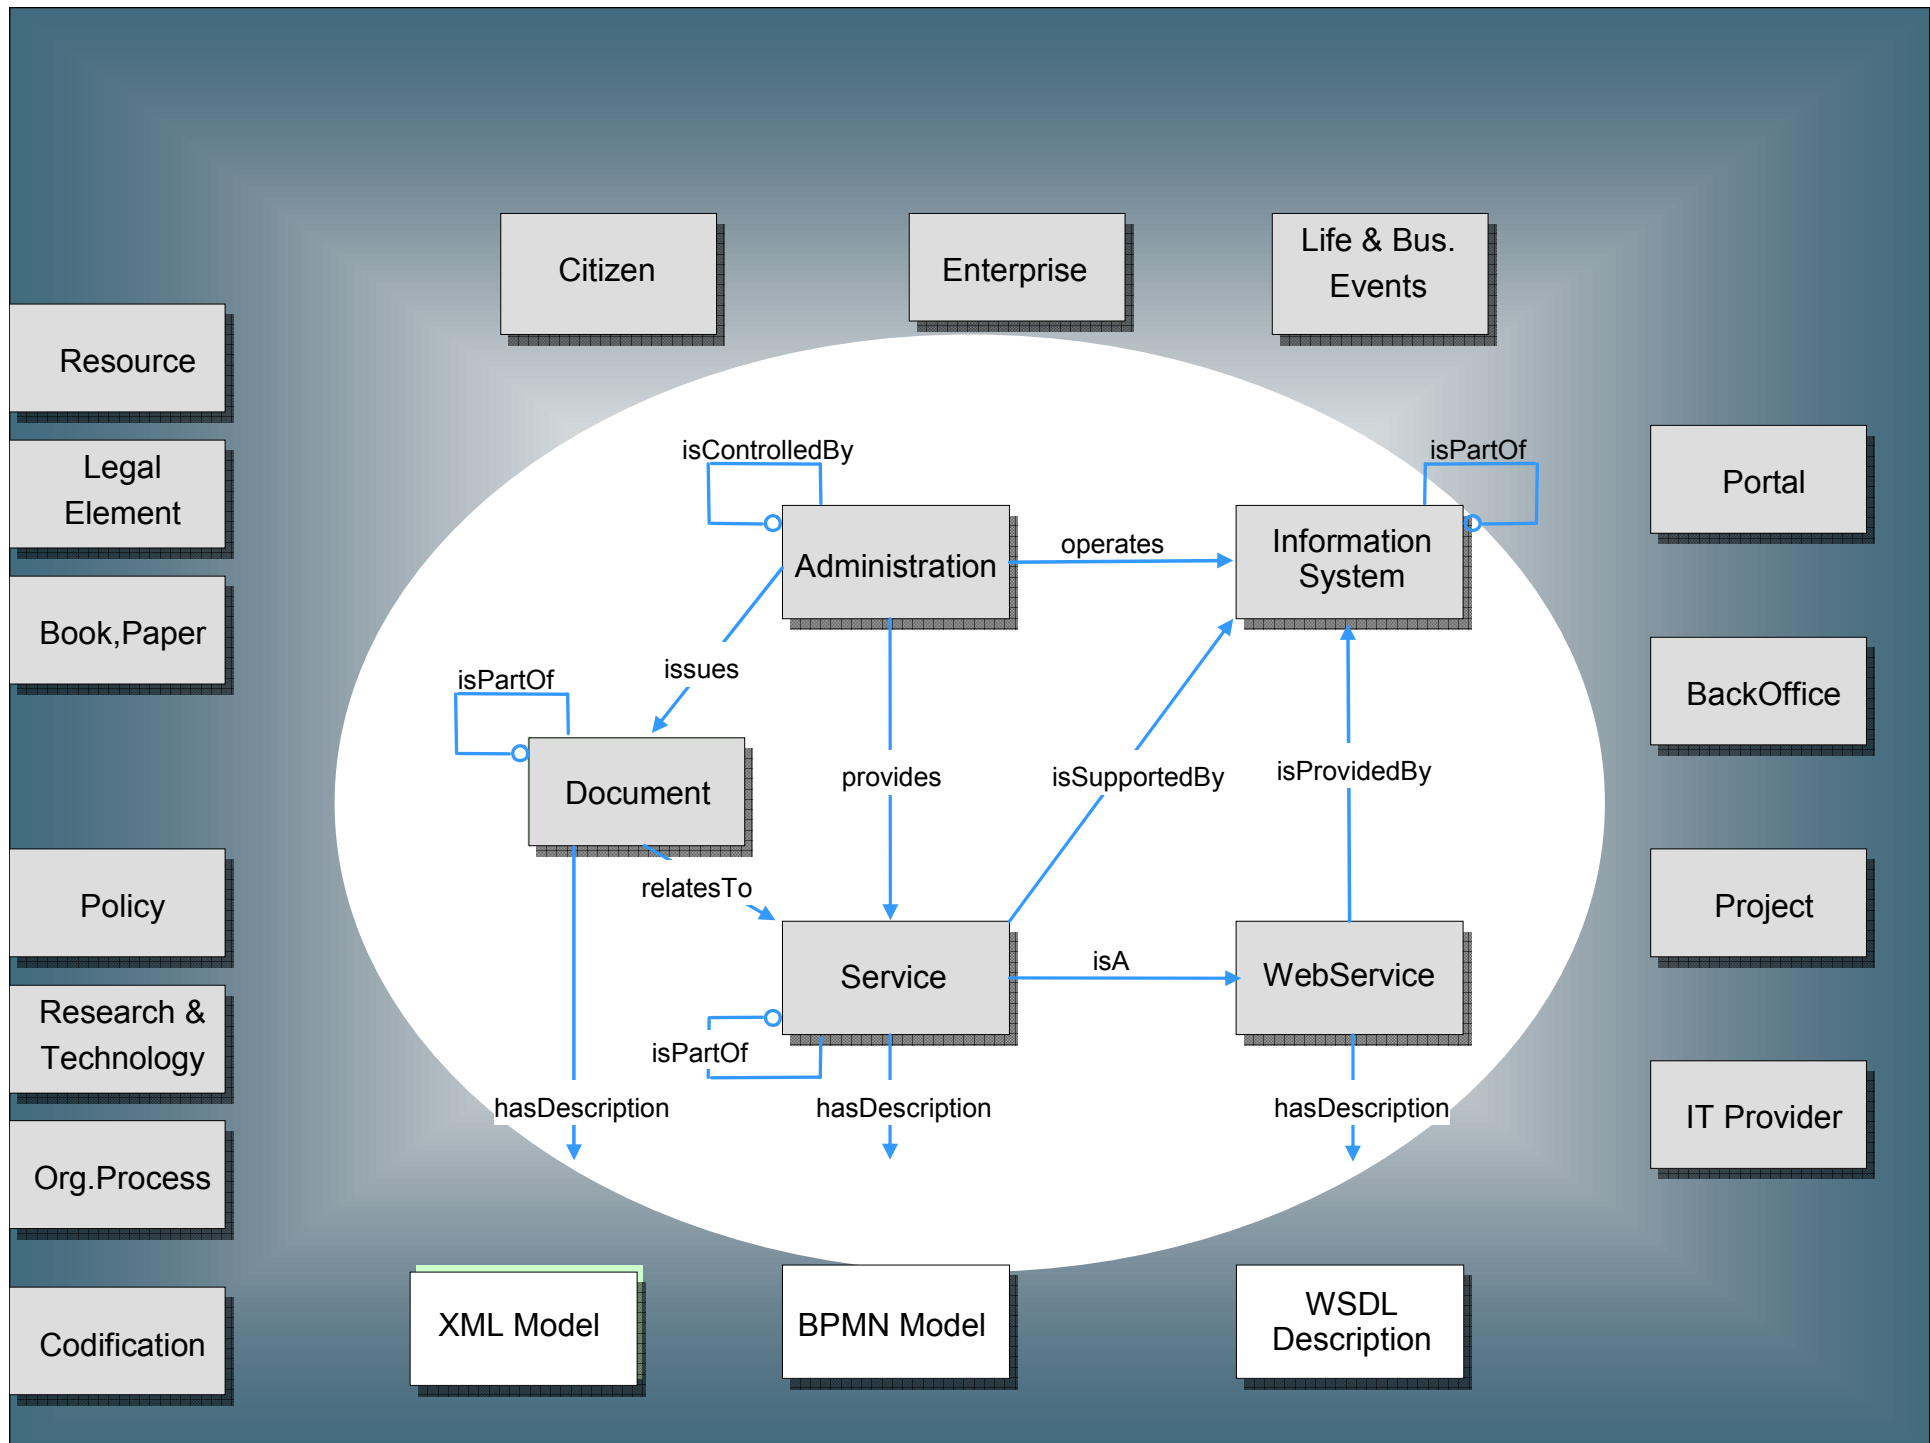 Citizen
Enterprise
Life & Bus.
Events
Resource
Legal
Element
Book,Paper
Policy
Research &
Technology
Org.Process
Codification
isControlledBy
isPartOf
Administration
operates
Information
System
issues
isPartOf
Document
provides
isSupportedBy
isProvidedBy
relatesTo
Service
isA
WebService
isPartOf
hasDescription
hasDescription
hasDescription
Portal
BackOffice
Project
IT Provider
XML Model
BPMN Model
WSDL
Description